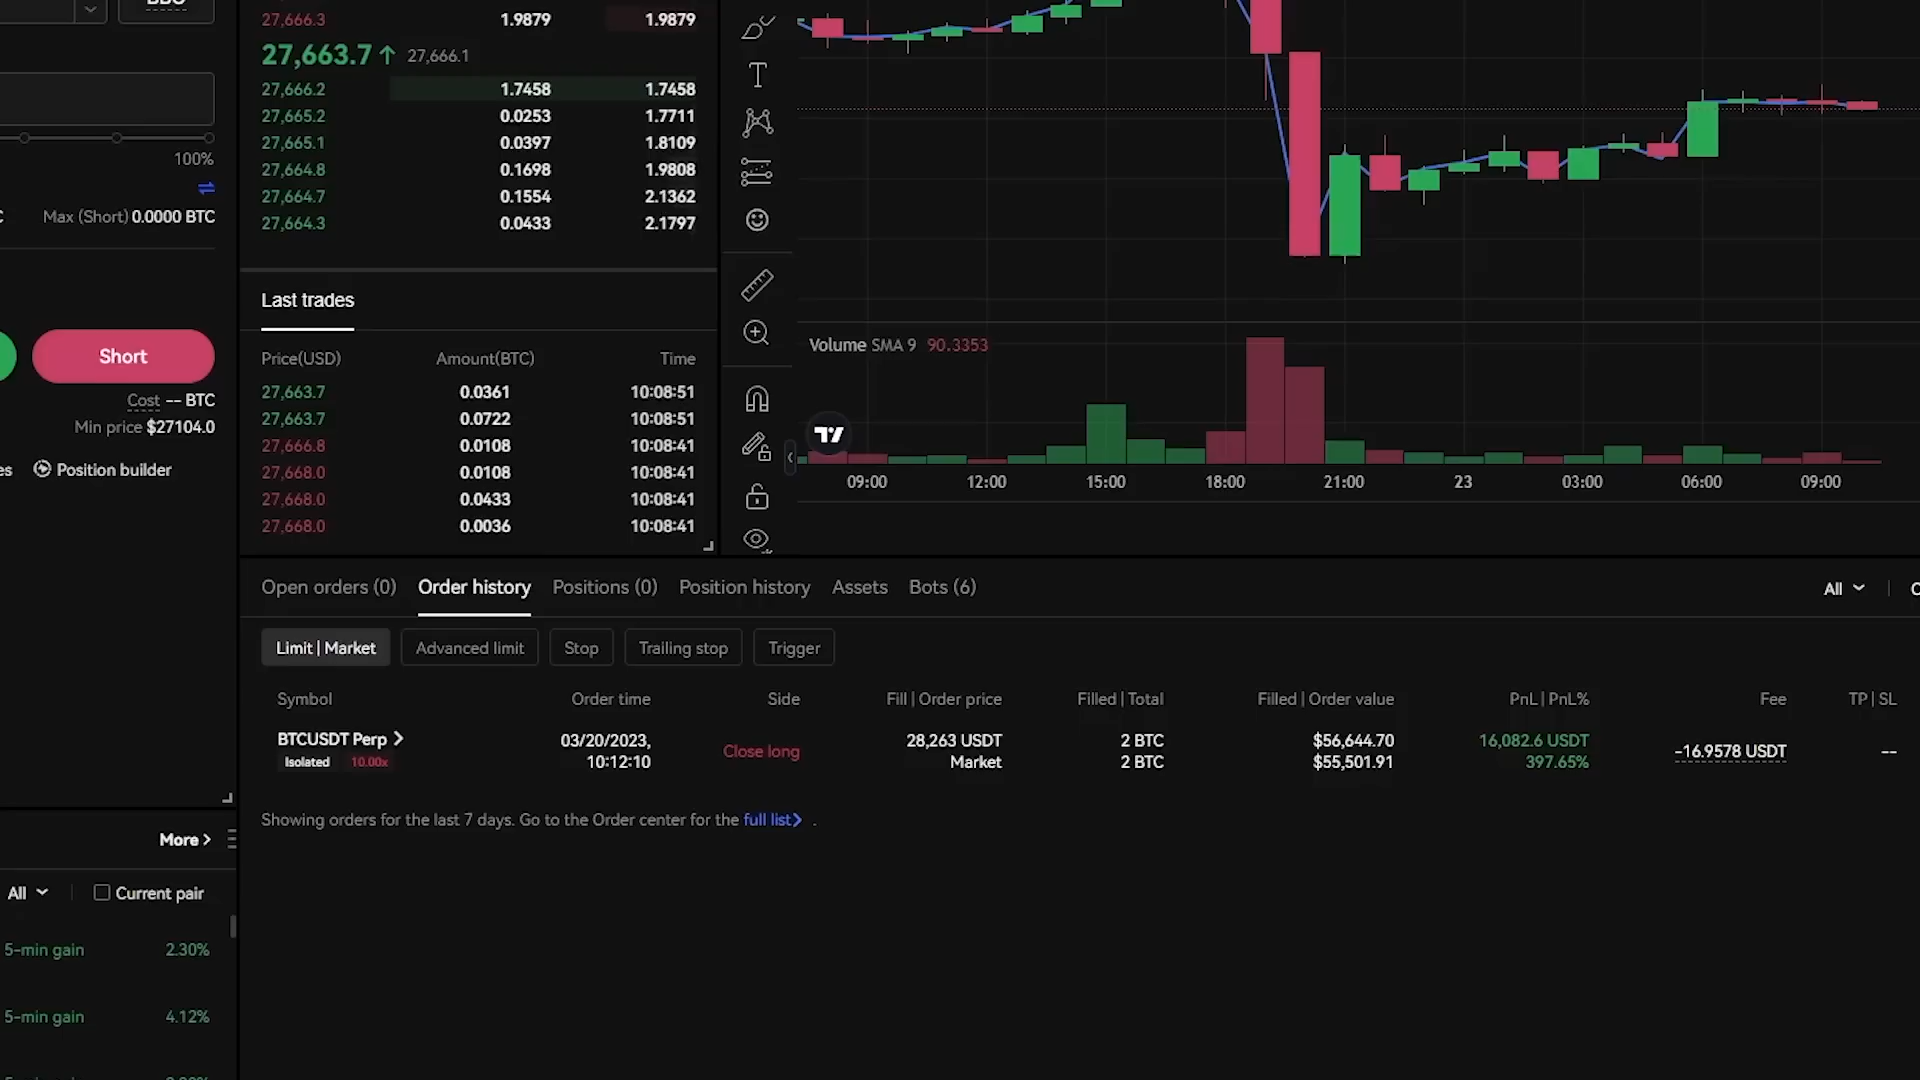 100%
Max (Short) 0.0000 BTC
Short
Cost -- BTC
Min price $27104.0
Position builder
More >
All
Current pair
5-min gain 2.30%
5-min gain 4.12%
27,666.3 1.9879 1.9879
27,663.7↑ 27,666.1
27,666.2 1.7458 1.7458
27,665.2 0.0253 1.7711
27,665.1 0.0397 1.8109
27,664.8 0.1698 1.9808
27,664.7 0.1554 2.1362
27,664.3 0.0433 2.1797
Last trades
Price(USD) Amount(BTC) Time
27,663.7 0.0361 10:08:51
27,663.7 0.0722 10:08:51
27,666.8 0.0108 10:08:41
27,668.0 0.0108 10:08:41
27,668.0 0.0433 10:08:41
27,668.0 0.0036 10:08:41
Volume SMA 9 90.3353
09:00 12:00 15:00 18:00 21:00 23 03:00 06:00 09:00
Open orders (0) Order history Positions (0) Position history Assets Bots (6) All
Limit | Market Advanced limit Stop Trailing stop Trigger
Symbol Order time Side Fill | Order price Filled | Total Filled | Order value PnL | PnL% Fee TP | SL
BTCUSDT Perp > 03/20/2023, Close long 28,263 USDT 2 BTC $56,644.70 16,082.6 USDT -16.9578 USDT --
Isolated 10.00x 10:12:10 Market 2 BTC $55,501.91 397.65%
Showing orders for the last 7 days. Go to the Order center for the full list> .